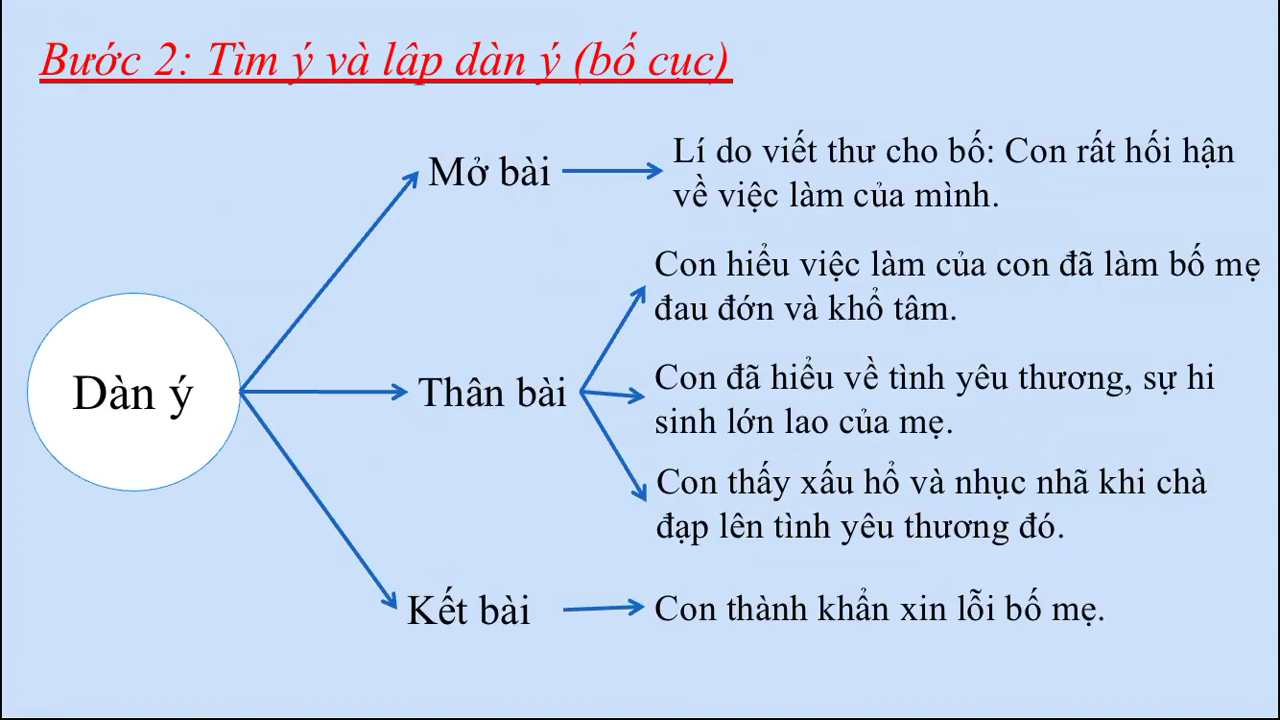 Bước 2: Tìm ý và lập dàn ý (bố cục)
Dàn ý
Mở bài
Lí do viết thư cho bố: Con rất hối hận
về việc làm của mình.
Thân bài
Con hiểu việc làm của con đã làm bố mẹ
đau đớn và khổ tâm.
Con đã hiểu về tình yêu thương, sự hi
sinh lớn lao của mẹ.
Con thấy xấu hổ và nhục nhã khi chà
đạp lên tình yêu thương đó.
Kết bài
Con thành khẩn xin lỗi bố mẹ.